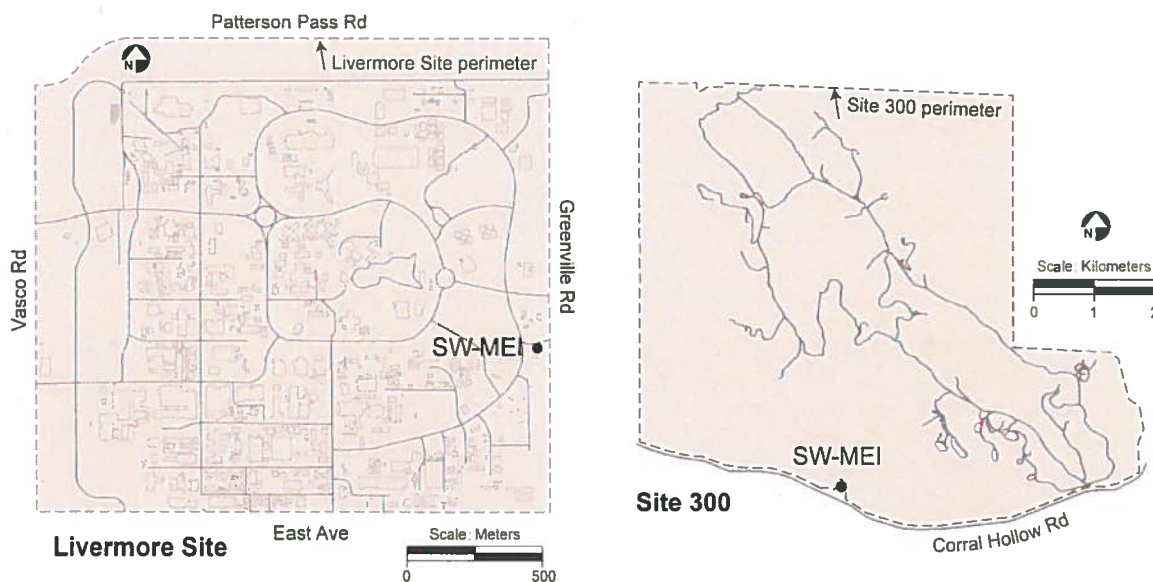 Patterson Pass Rd
N
Livermore Site perimeter
Vasco Rd
Greenville Rd
SW-MEI
East Ave
Livermore Site
Scale: Meters
0 500
Site 300 perimeter
N
Scale: Kilometers
0 1
SW-MEI
Site 300
Corral Hollow Rd